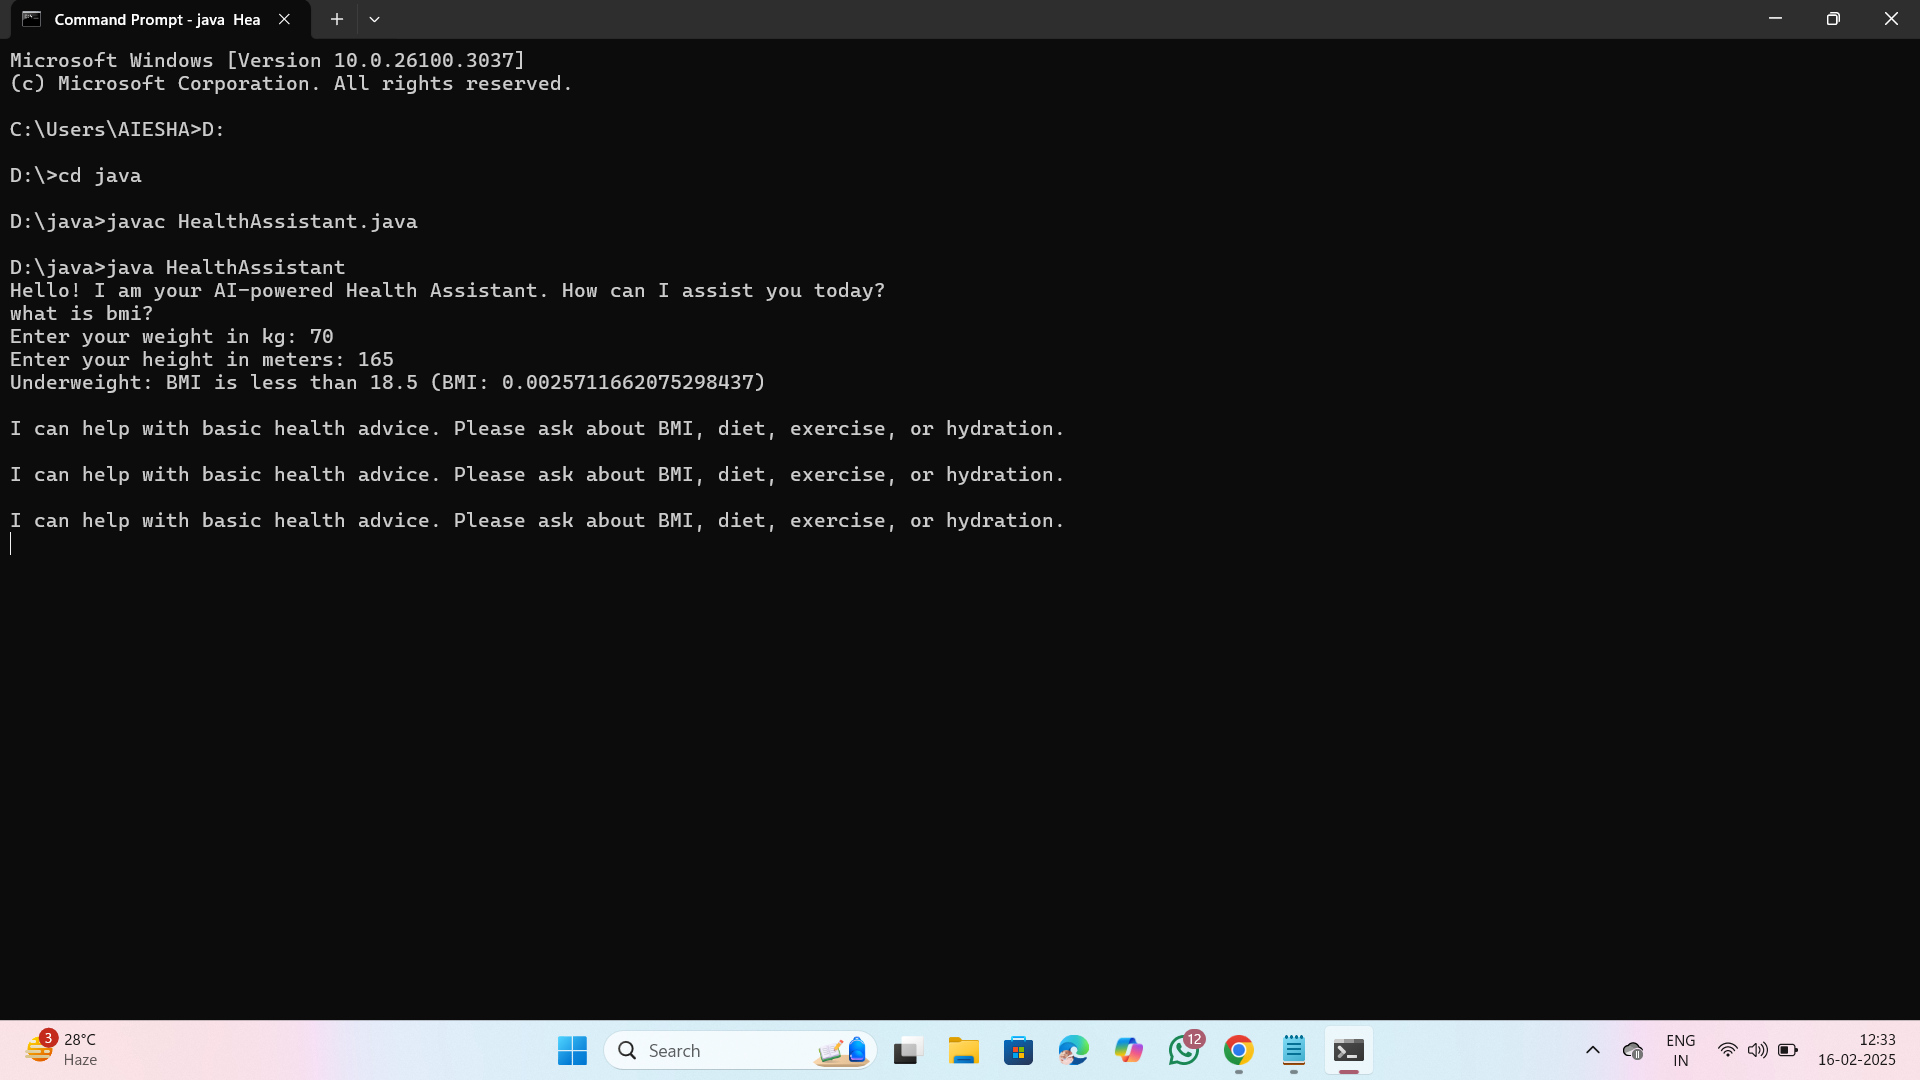 Command Prompt - java  Hea
Microsoft Windows [Version 10.0.26100.3037]
(c) Microsoft Corporation. All rights reserved.
C:\Users\AIESHA>D:
D:\>cd java
D:\java>javac HealthAssistant.java
D:\java>java HealthAssistant
Hello! I am your AI-powered Health Assistant. How can I assist you today?
what is bmi?
Enter your weight in kg: 70
Enter your height in meters: 165
Underweight: BMI is less than 18.5 (BMI: 0.0025711662075298437)
I can help with basic health advice. Please ask about BMI, diet, exercise, or hydration.
I can help with basic health advice. Please ask about BMI, diet, exercise, or hydration.
I can help with basic health advice. Please ask about BMI, diet, exercise, or hydration.
3
28°C
Haze
Search
12
ENG
IN
12:33
16-02-2025